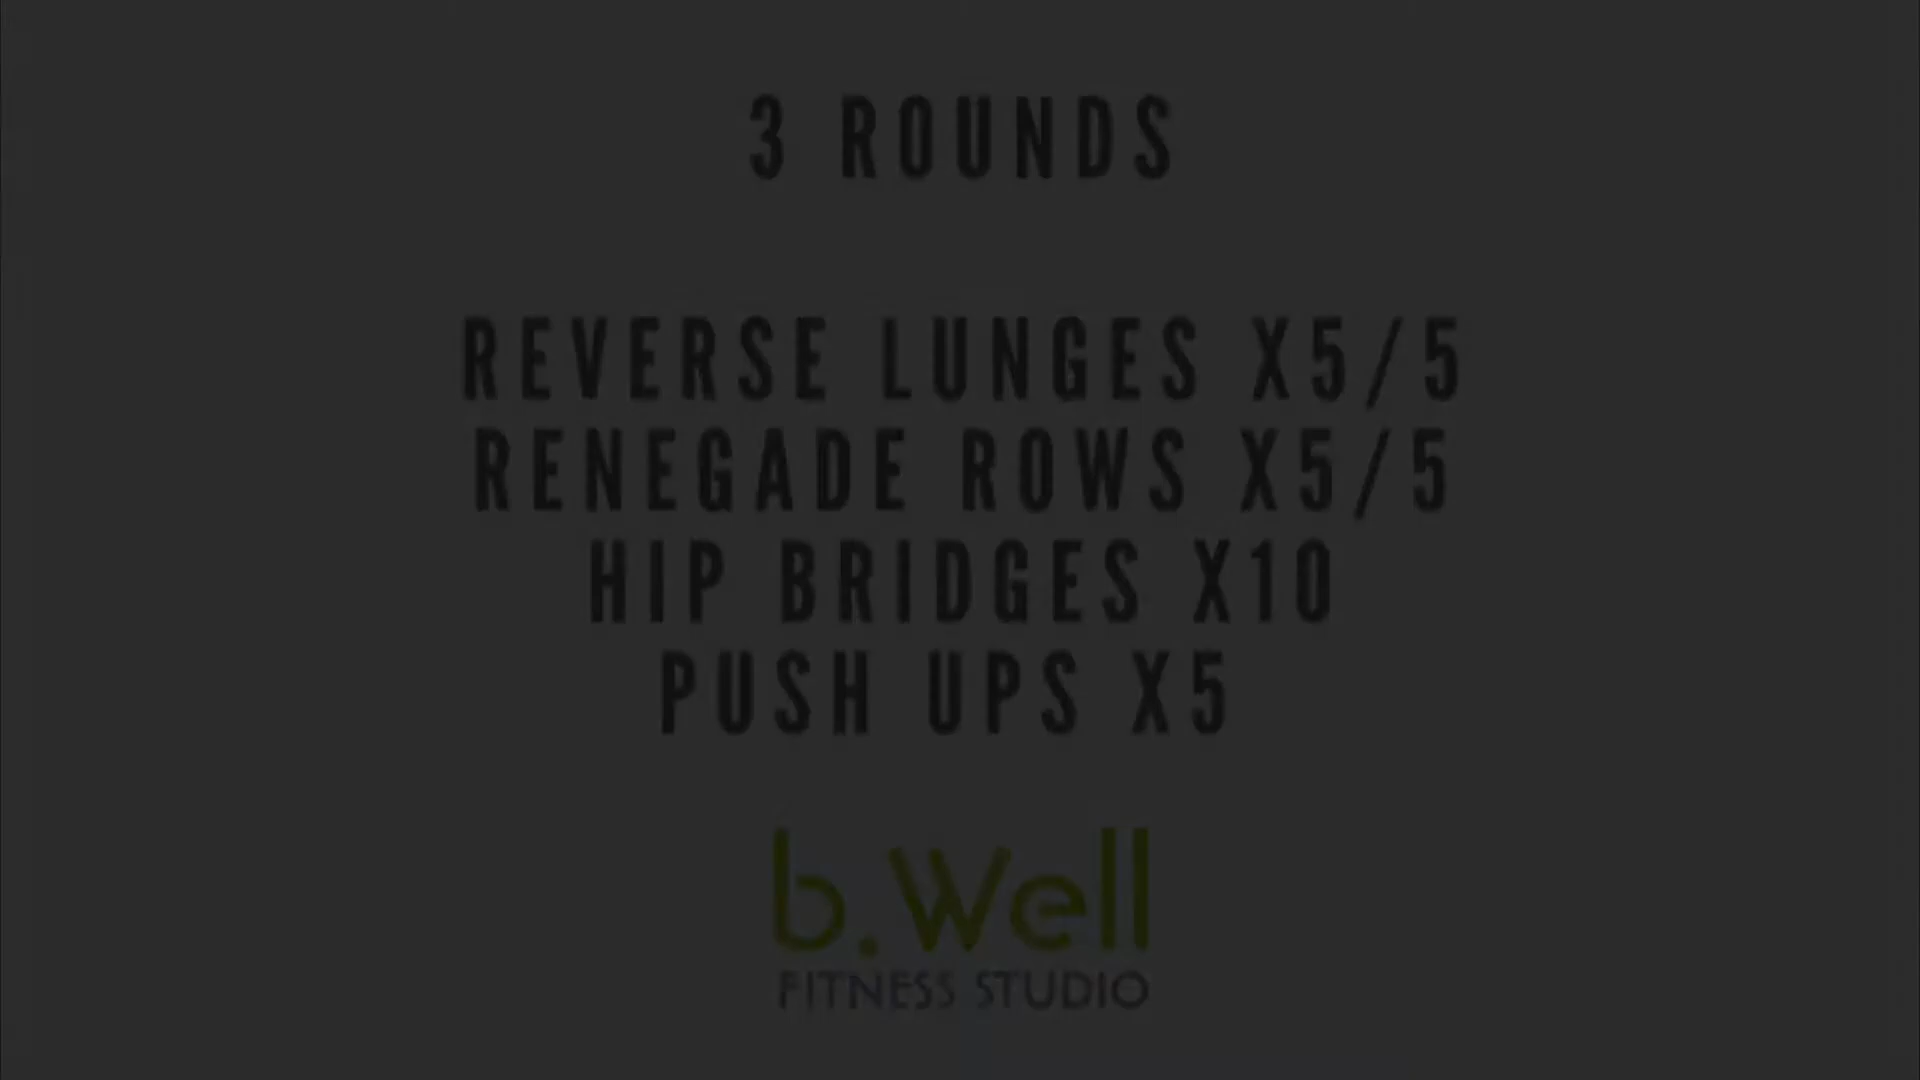 3 ROUNDS
REVERSE LUNGES X5/5
RENEGADE ROWS X5/5
HIP BRIDGES X10
PUSH UPS X5
b.Well
FITNESS STUDIO